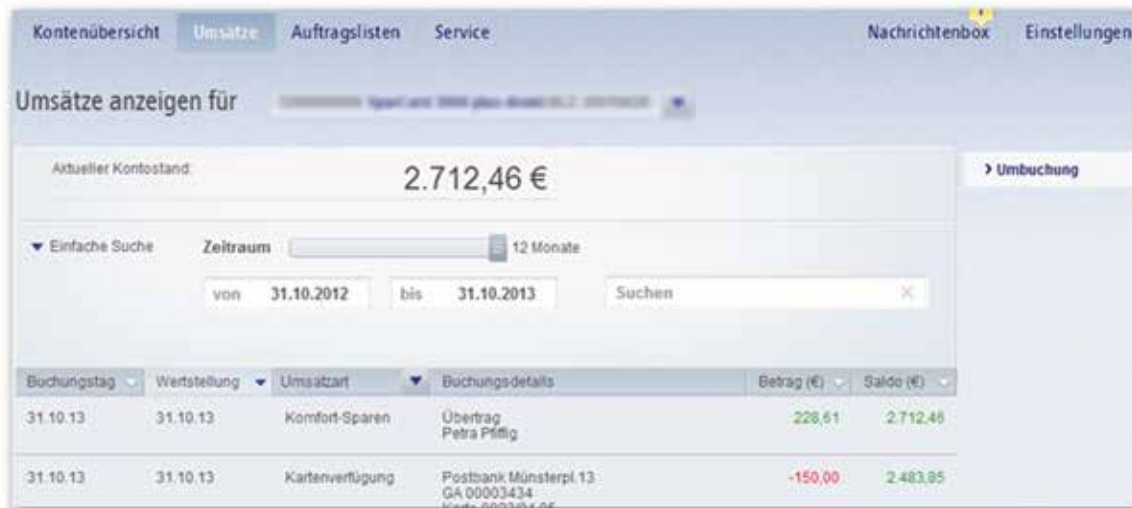 Kontenübersicht Umsätze Auftragslisten Service Nachrichtenbox Einstellungen
Umsätze anzeigen für
Aktueller Kontostand: 2.712,46 €
> Umbuchung
Einfache Suche Zeitraum 12 Monate
von 31.10.2012 bis 31.10.2013 Suchen
Buchungstag Wertstellung Umsatzart Buchungsdetails Betrag (€) Saldo (€)
31.10.13 31.10.13 Komfort-Sparen Übertrag 228,61 2.712,46
Petra Pfiffig
31.10.13 31.10.13 Kartenverfügung Postbank Münsterpl.13 -150,00 2.483,85
GA 00003434